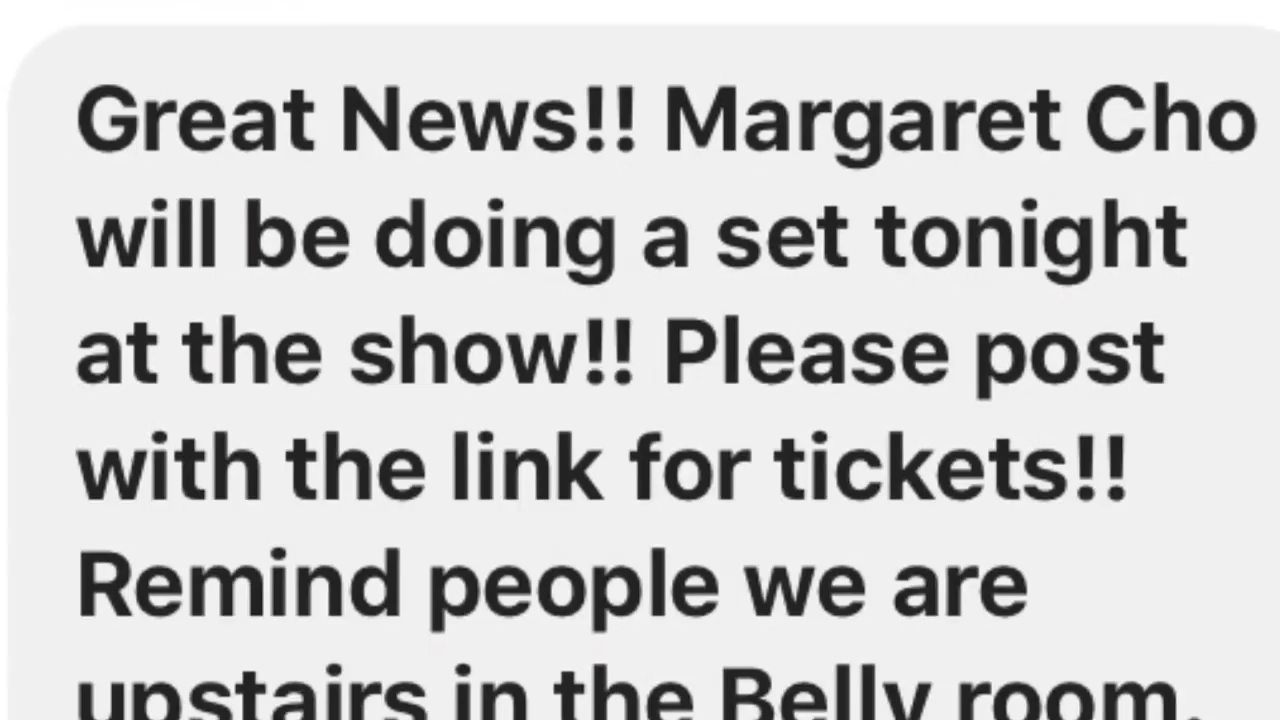 Great News!! Margaret Cho
will be doing a set tonight
at the show!! Please post
with the link for tickets!!
Remind people we are
upstairs in the Belly room.